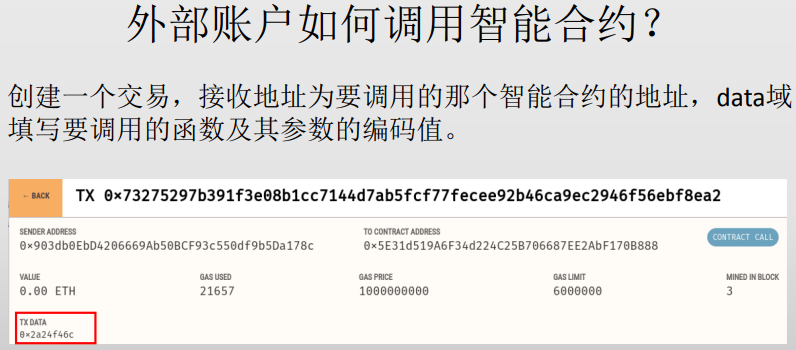 外部账户如何调用智能合约？
创建一个交易，接收地址为要调用的那个智能合约的地址，data域
填写要调用的函数及其参数的编码值。
← BACK
TX 0×73275297b391f3e08b1cc7144d7ab5fcf77fecee92b46ca9ec2946f56ebf8ea2
SENDER ADDRESS
0×903db0EbD4206669Ab50BCF93c550df9b5Da178c
TO CONTRACT ADDRESS
0×5E31d519A6F34d224C25B706687EE2AbF170B888
CONTRACT CALL
VALUE
0.00 ETH
GAS USED
21657
GAS PRICE
1000000000
GAS LIMIT
6000000
MINED IN BLOCK
3
TX DATA
0×2a24f46c